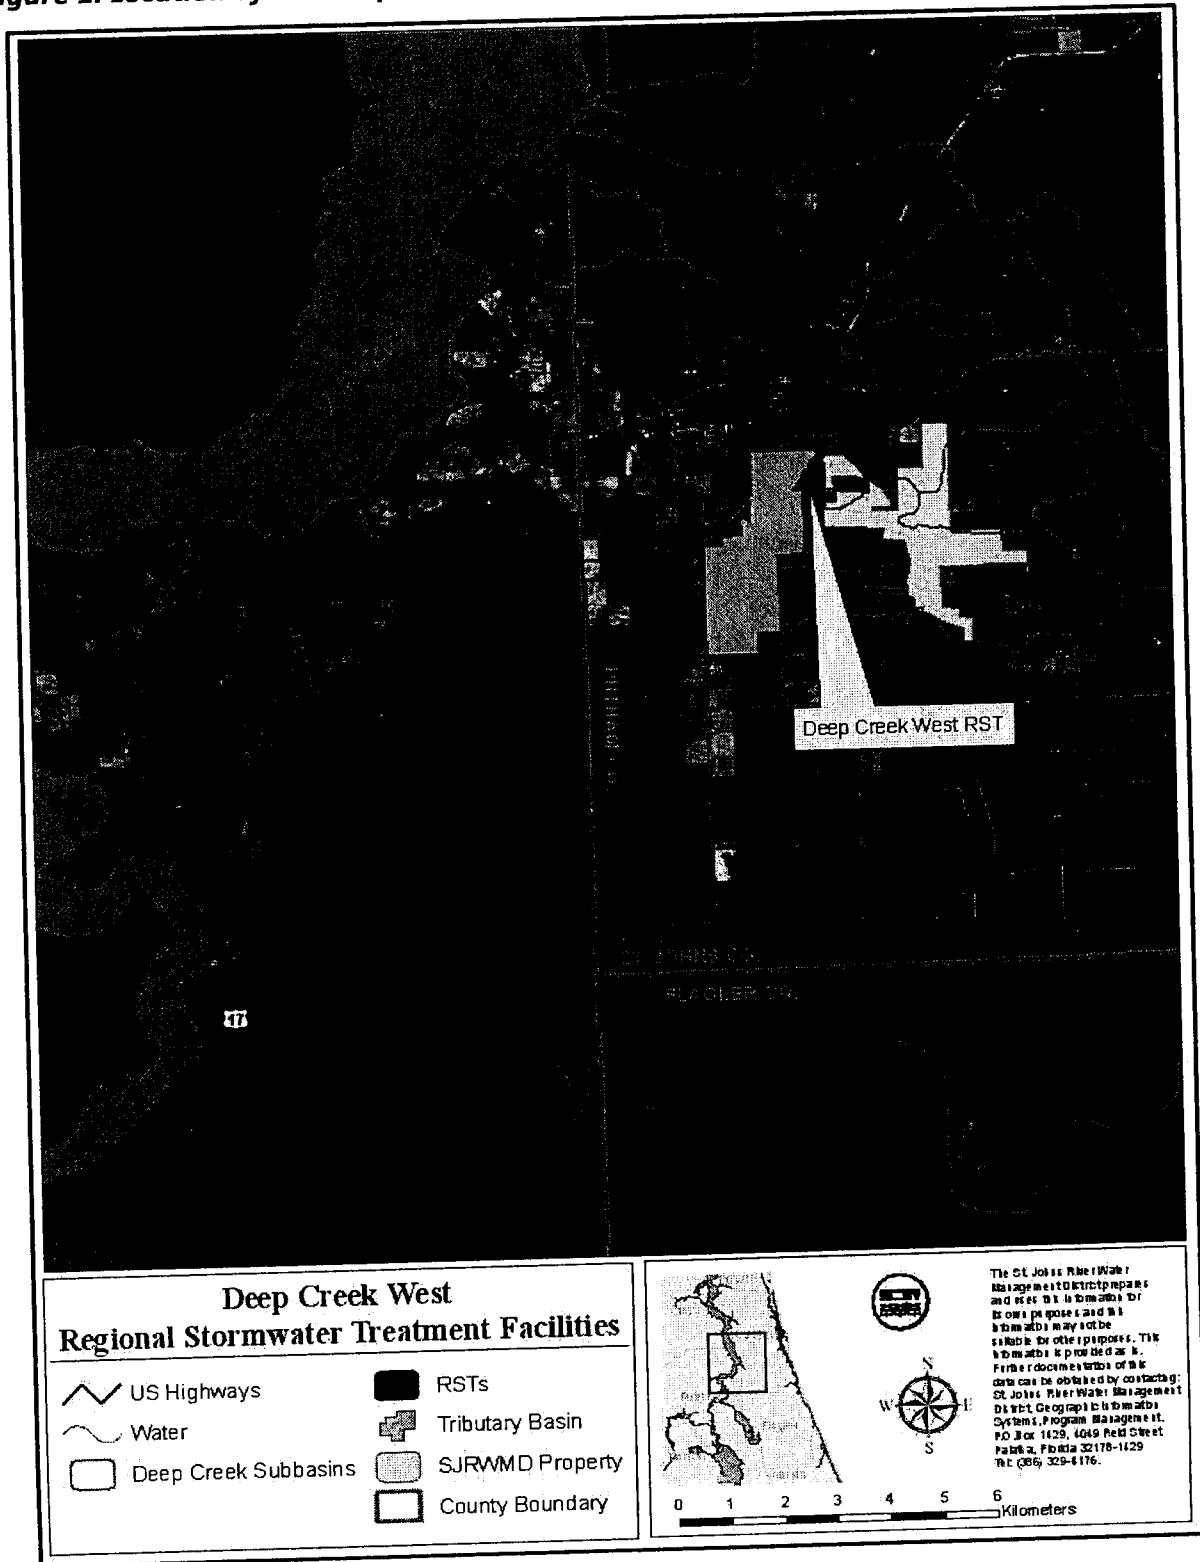 Deep Creek West RST
PUTNAM CO.
ST. JOHNS CO.
FLAGLER CO.
17
Deep Creek West
Regional Stormwater Treatment Facilities
US Highways
Water
Deep Creek Subbasins
RSTs
Tributary Basin
SJRWMD Property
County Boundary
N
W E
S
0 1 2 3 4 5 6
Kilometers
The St. Johns River Water
Management District prepares
and uses this information for
its own purposes and this
information may not be
suitable for other purposes. This
information is provided as is.
Further documentation of this
data can be obtained by contacting:
St. Johns River Water Management
District, Geographic Information
Systems, Program Management,
P.O. Box 1429, 4049 Reid Street
Palatka, Florida 32178-1429
Tel: (386) 329-4176.